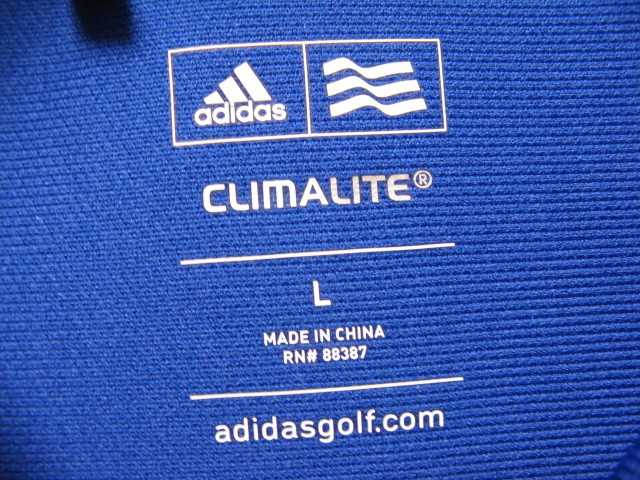 adidas
CLIMALITE®
L
MADE IN CHINA
RN# 88387
adidasgolf.com